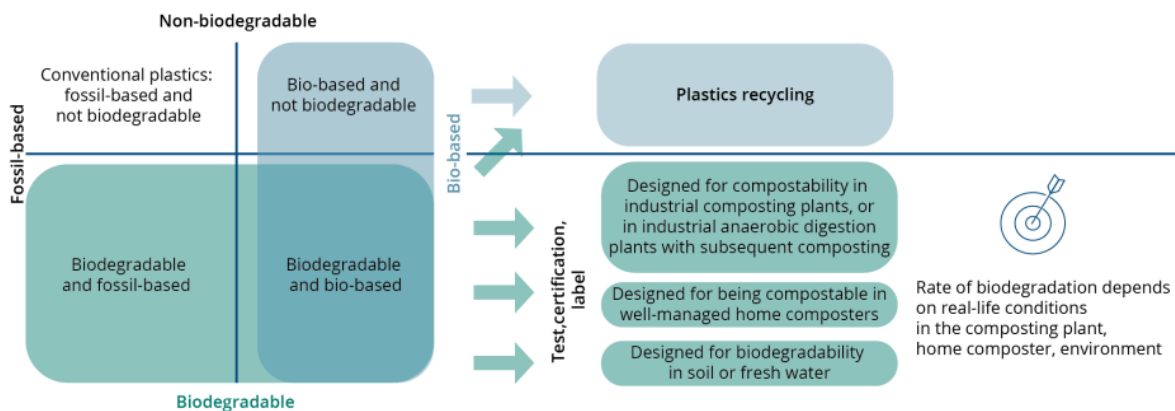 Non-biodegradable
Fossil-based
Conventional plastics:
fossil-based and
not biodegradable
Bio-based and
not biodegradable
Bio-based
Biodegradable
and fossil-based
Biodegradable
and bio-based
Biodegradable
Plastics recycling
Test,certification,
label
Designed for compostability in
industrial composting plants, or
in industrial anaerobic digestion
plants with subsequent composting
Designed for being compostable in
well-managed home composters
Designed for biodegradability
in soil or fresh water
Rate of biodegradation depends
on real-life conditions
in the composting plant,
home composter, environment